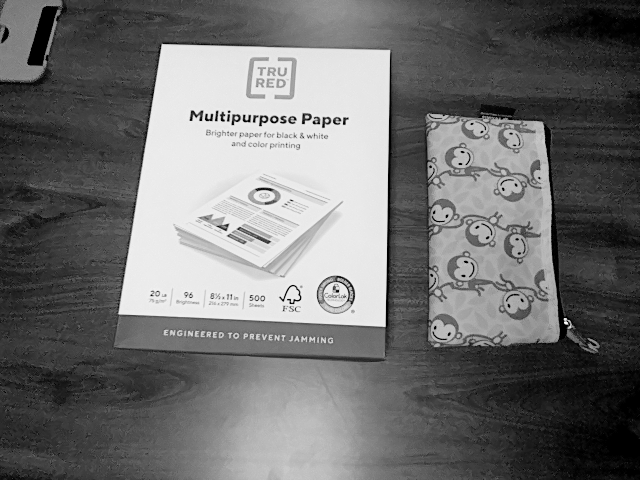 TRU
RED
Multipurpose Paper
Brighter paper for black & white
and color printing
20 LB
75 g/m²
96
Brightness
8½ x 11 IN
216 x 279 mm
500
Sheets
FSC
ColorLok
ENGINEERED TO PREVENT JAMMING